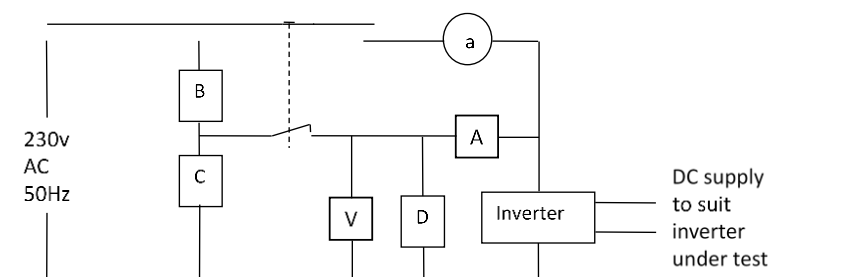 a
B
230v
AC
50Hz
A
C
DC supply
to suit
inverter
under test
V
D
Inverter